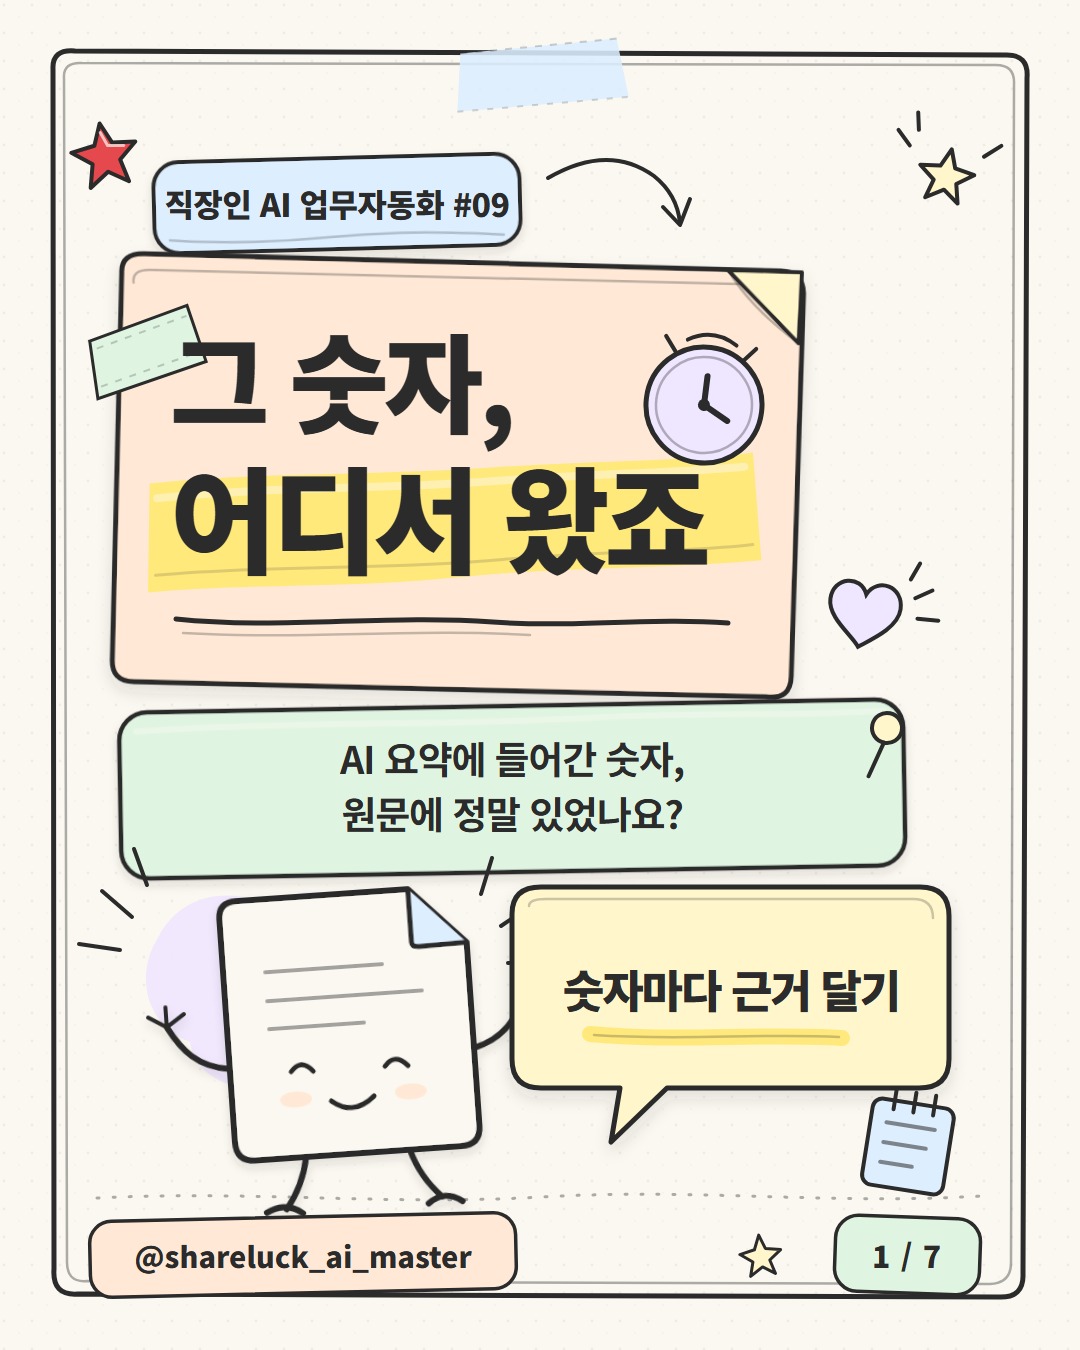 직장인 AI 업무자동화 #09
그 숫자,
어디서 왔죠
AI 요약에 들어간 숫자,
원문에 정말 있었나요?
숫자마다 근거 달기
@shareluck_ai_master
1 / 7